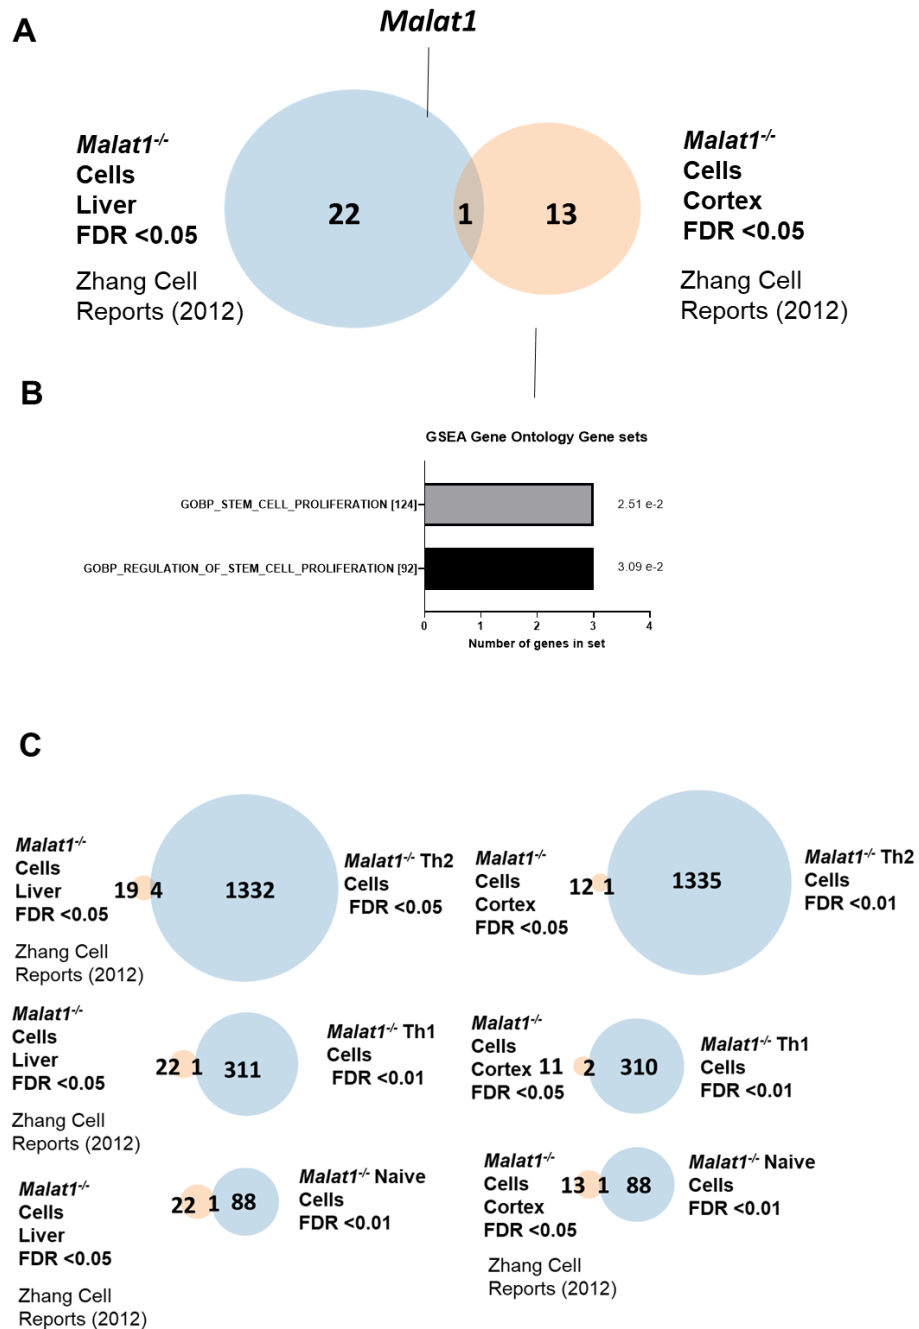 A
Malat1
Malat1-/-
Cells
Liver
FDR <0.05
Zhang Cell
Reports (2012)
22
1
13
Malat1-/-
Cells
Cortex
FDR <0.05
Zhang Cell
Reports (2012)
B
GSEA Gene Ontology Gene sets
GOBP_STEM_CELL_PROLIFERATION [124]
2.51 e-2
GOBP_REGULATION_OF_STEM_CELL_PROLIFERATION [92]
3.09 e-2
0 1 2 3 4
Number of genes in set
C
Malat1-/-
Cells
Liver
FDR <0.05
Zhang Cell
Reports (2012)
19 4
1332
Malat1-/- Th2
Cells
FDR <0.05
Malat1-/-
Cells
Cortex
FDR <0.05
12 1
1335
Malat1-/- Th2
Cells
FDR <0.01
Malat1-/-
Cells
Liver
FDR <0.05
Zhang Cell
Reports (2012)
22 1
311
Malat1-/- Th1
Cells
FDR <0.01
Malat1-/-
Cells
Cortex
FDR <0.05
11 2
310
Malat1-/- Th1
Cells
FDR <0.01
Malat1-/-
Cells
Liver
FDR <0.05
Zhang Cell
Reports (2012)
22 1 88
Malat1-/- Naive
Cells
FDR <0.01
Malat1-/-
Cells
Cortex
FDR <0.05
Zhang Cell
Reports (2012)
13 1 88
Malat1-/- Naive
Cells
FDR <0.01